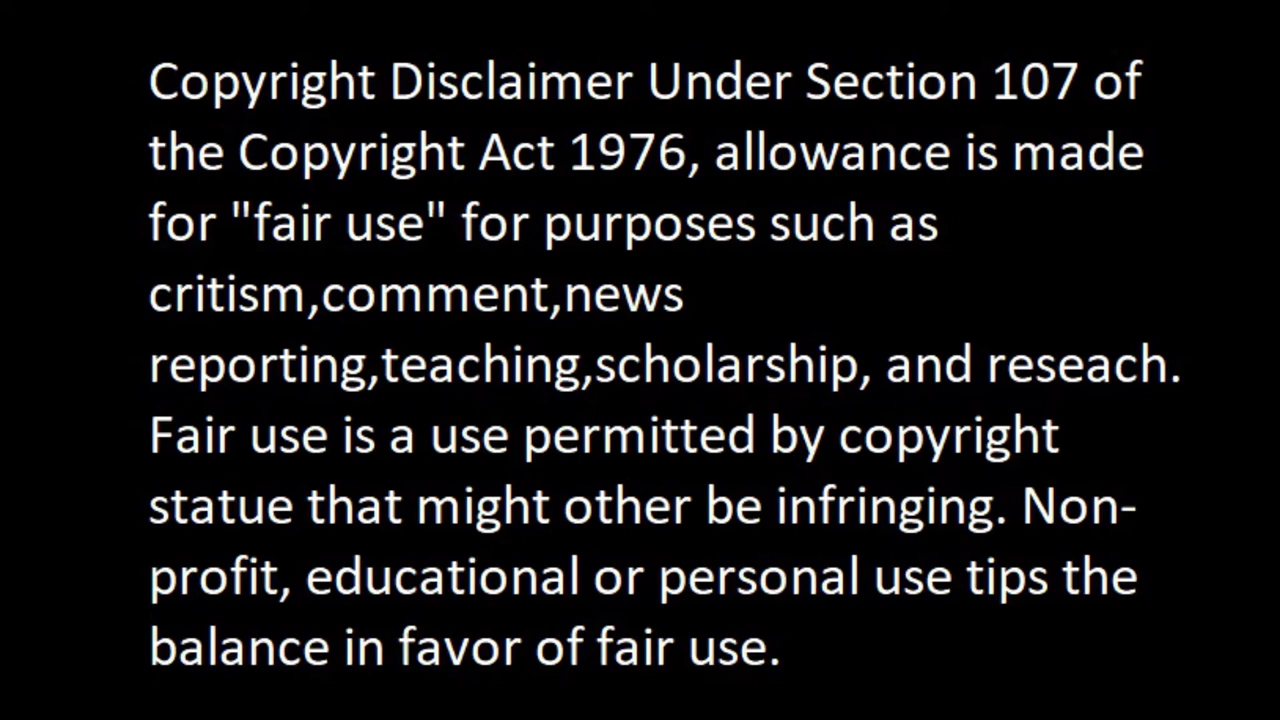 Copyright Disclaimer Under Section 107 of
the Copyright Act 1976, allowance is made
for "fair use" for purposes such as
critism,comment,news
reporting,teaching,scholarship, and reseach.
Fair use is a use permitted by copyright
statue that might other be infringing. Non-
profit, educational or personal use tips the
balance in favor of fair use.